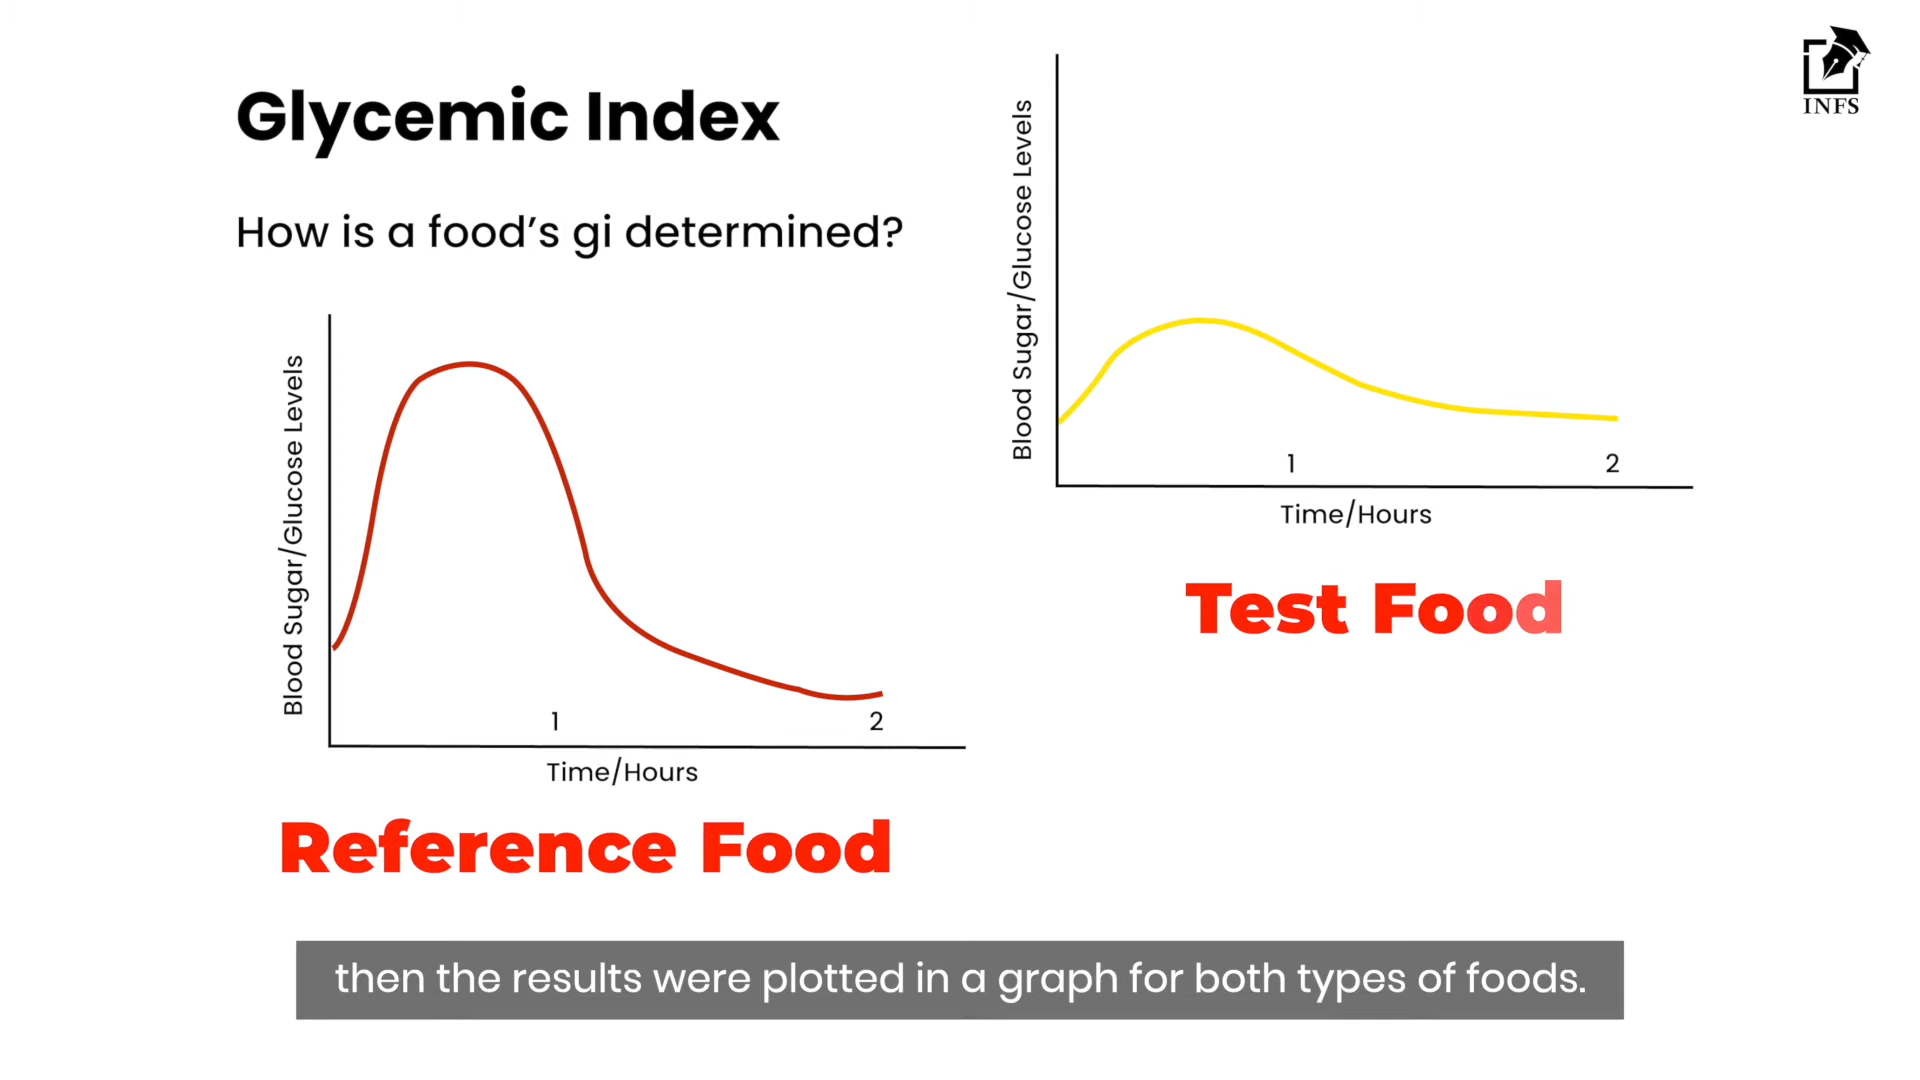 INFS
Glycemic Index
How is a food's gi determined?
Blood Sugar/Glucose Levels
1
2
Time/Hours
Reference Food
Blood Sugar/Glucose Levels
1
2
Time/Hours
Test Food
then the results were plotted in a graph for both types of foods.